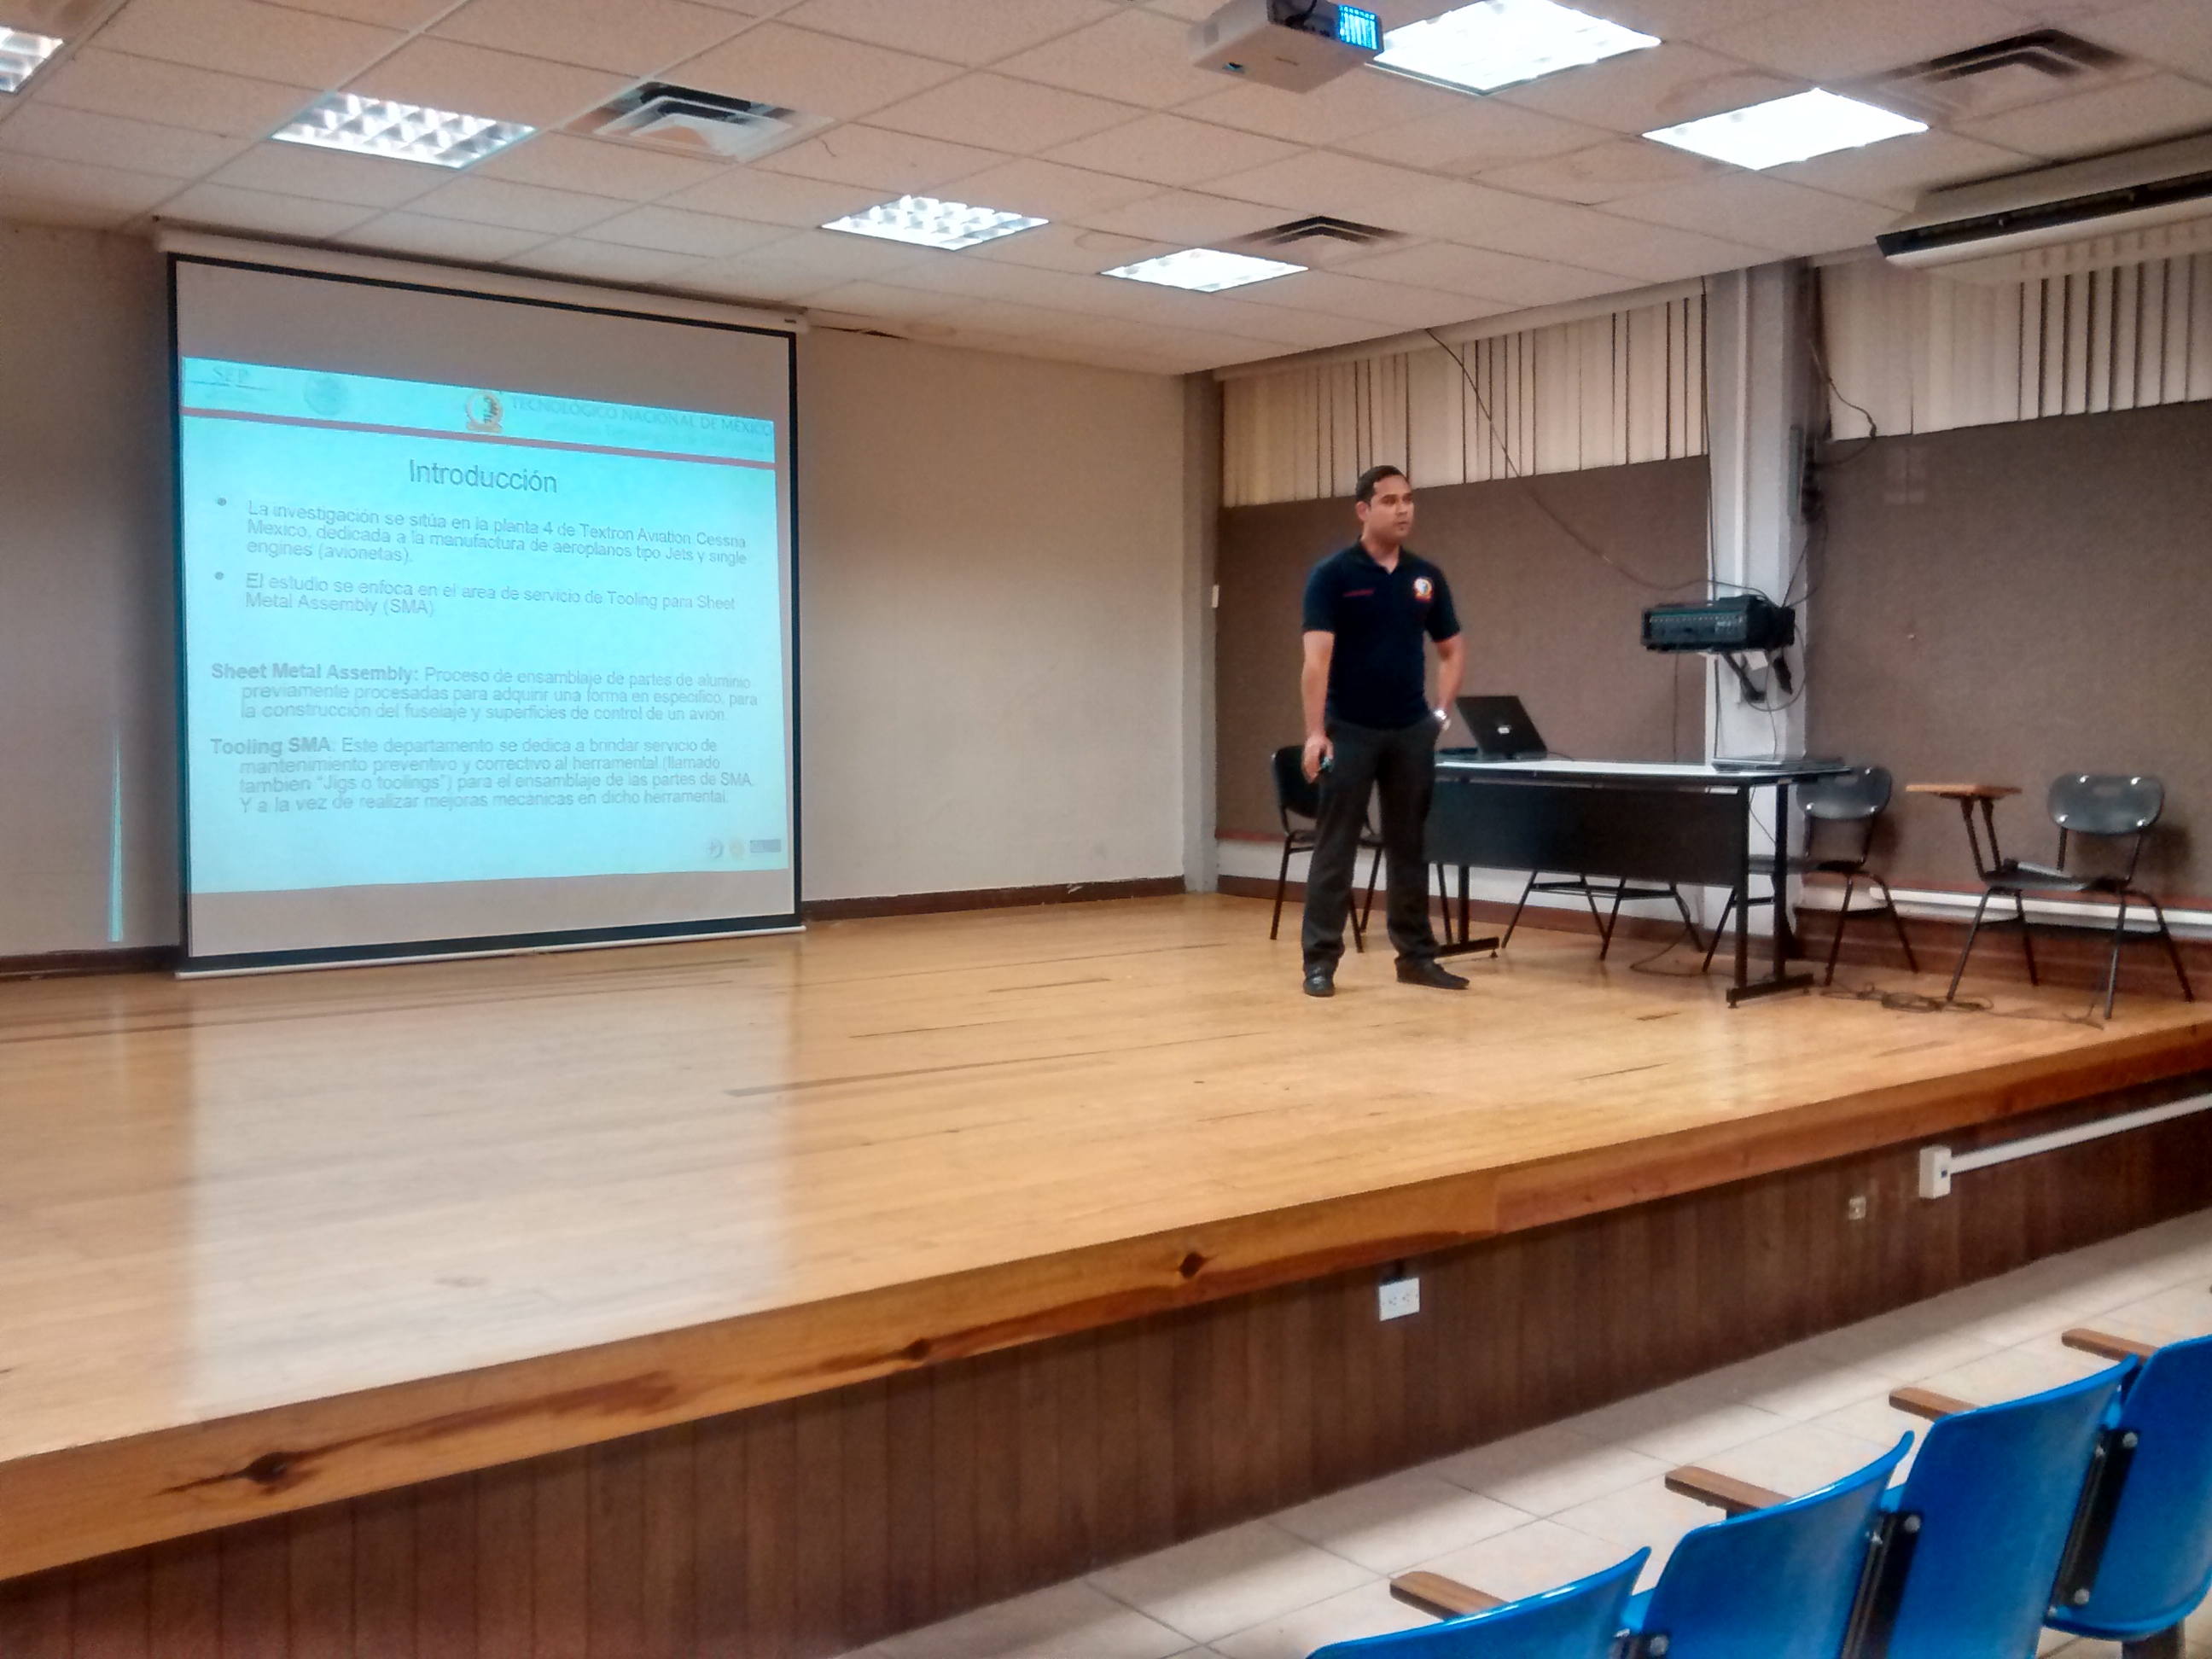 SEP
TECNOLÓGICO NACIONAL DE MÉXICO
Introducción
• La investigación se sitúa en la planta 4 de Textron Aviation Cessna
Mexico, dedicada a la manufactura de aeroplanos tipo Jets y single
engines (avionetas).
• El estudio se enfoca en el area de servicio de Tooling para Sheet
Metal Assembly (SMA)
Sheet Metal Assembly: Proceso de ensamblaje de partes de aluminio
previamente procesadas para adquirir una forma en especifico, para
la construcción del fuselaje y superficies de control de un avión.
Tooling SMA: Este departamento se dedica a brindar servicio de
mantenimiento preventivo y correctivo al herramental (llamado
tambien "Jigs o toolings") para el ensamblaje de las partes de SMA.
Y a la vez de realizar mejoras mecánicas en dicho herramental.